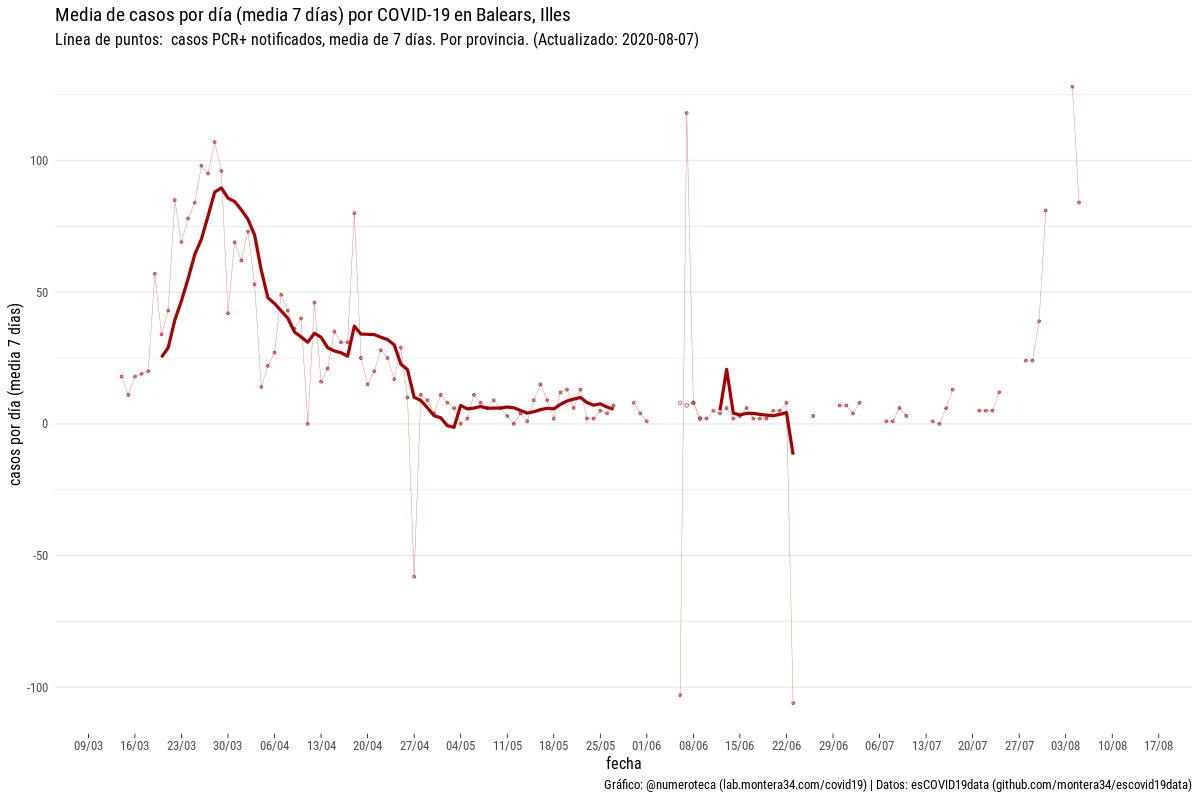 Media de casos por día (media 7 días) por COVID-19 en Balears, Illes
Línea de puntos:  casos PCR+ notificados, media de 7 días. Por provincia. (Actualizado: 2020-08-07)
casos por día (media 7 días)
100
50
0
-50
-100
09/03 16/03 23/03 30/03 06/04 13/04 20/04 27/04 04/05 11/05 18/05 25/05 01/06 08/06 15/06 22/06 29/06 06/07 13/07 20/07 27/07 03/08 10/08 17/08
fecha
Gráfico: @numeroteca (lab.montera34.com/covid19) | Datos: esCOVID19data (github.com/montera34/escovid19data)